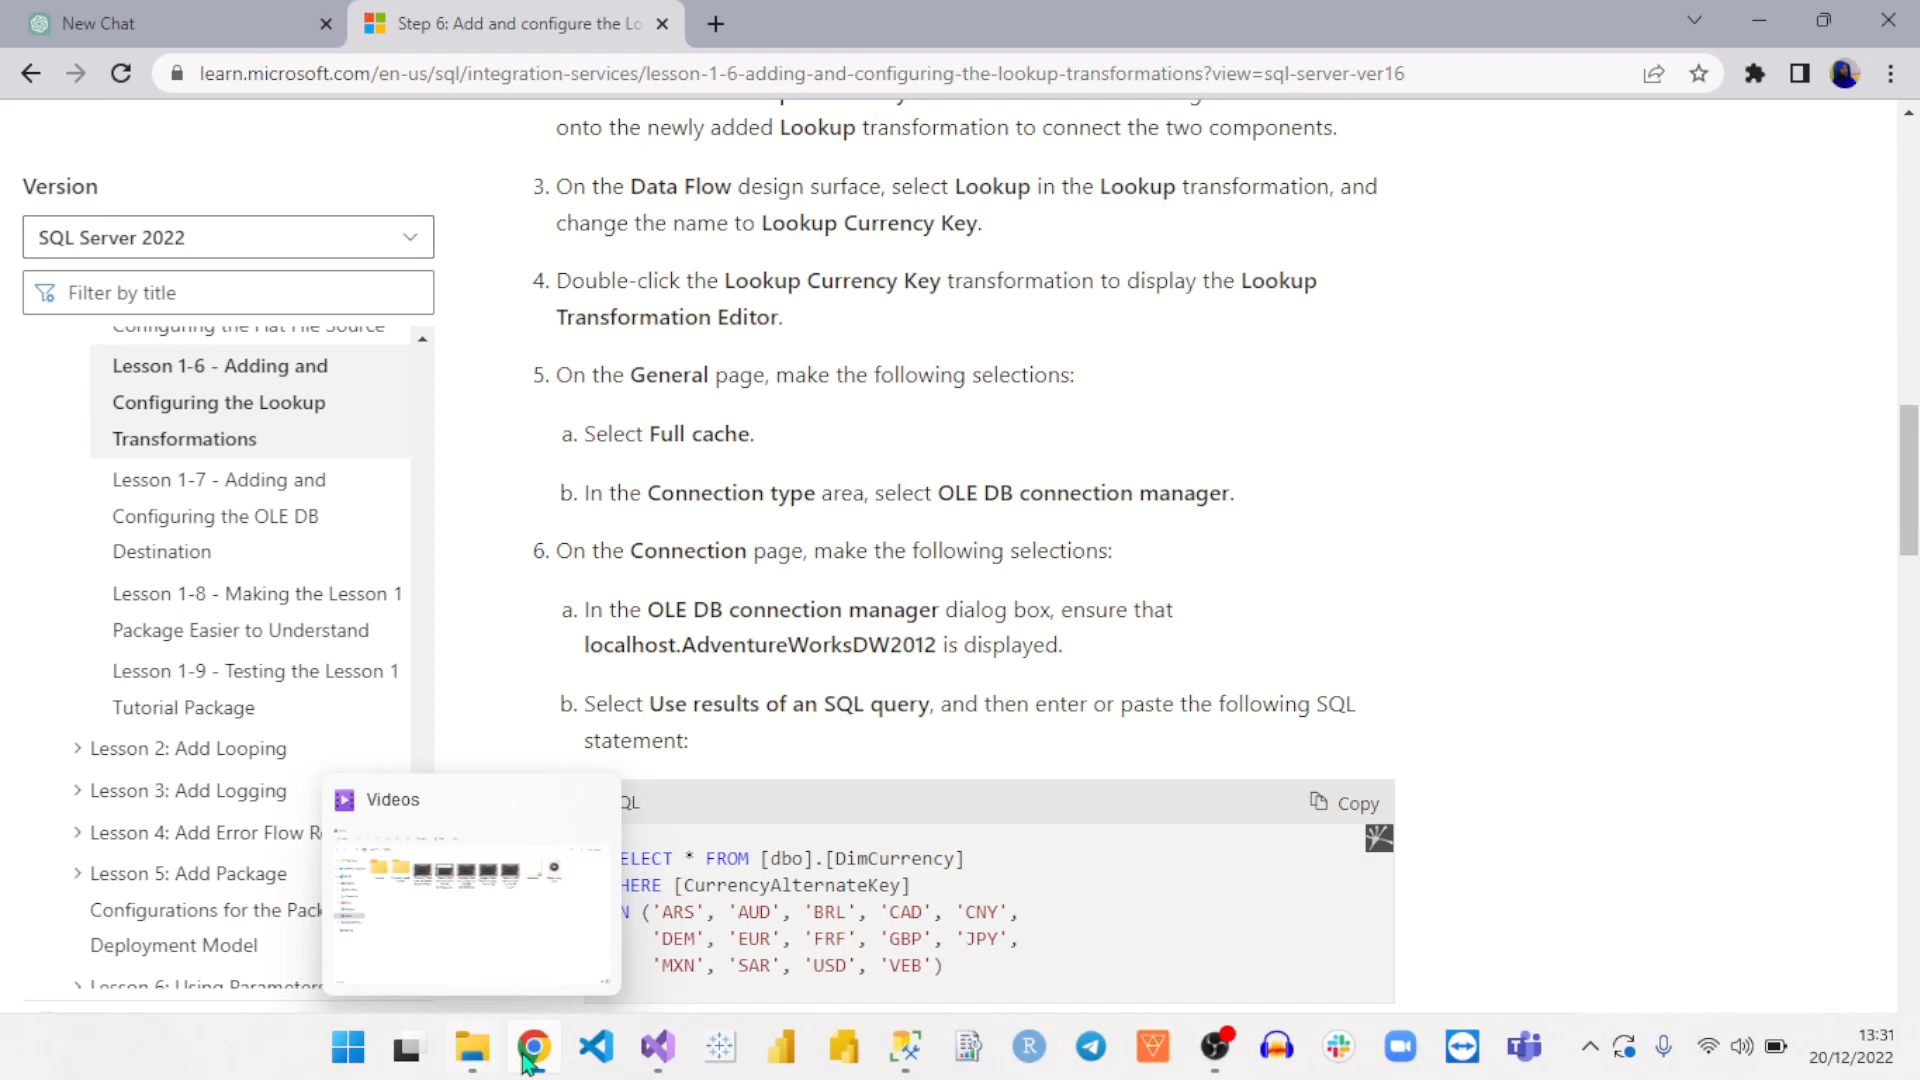 New Chat
Step 6: Add and configure the Lo
learn.microsoft.com/en-us/sql/integration-services/lesson-1-6-adding-and-configuring-the-lookup-transformations?view=sql-server-ver16
onto the newly added Lookup transformation to connect the two components.
Version
SQL Server 2022
Filter by title
Configuring the Flat File Source
Lesson 1-6 - Adding and
Configuring the Lookup
Transformations
Lesson 1-7 - Adding and
Configuring the OLE DB
Destination
Lesson 1-8 - Making the Lesson 1
Package Easier to Understand
Lesson 1-9 - Testing the Lesson 1
Tutorial Package
Lesson 2: Add Looping
Lesson 3: Add Logging
Lesson 4: Add Error Flow R
Lesson 5: Add Package
Configurations for the Pack
Deployment Model
Lesson 6: Using Parameters
3. On the Data Flow design surface, select Lookup in the Lookup transformation, and
change the name to Lookup Currency Key.
4. Double-click the Lookup Currency Key transformation to display the Lookup
Transformation Editor.
5. On the General page, make the following selections:
a. Select Full cache.
b. In the Connection type area, select OLE DB connection manager.
6. On the Connection page, make the following selections:
a. In the OLE DB connection manager dialog box, ensure that
localhost.AdventureWorksDW2012 is displayed.
b. Select Use results of an SQL query, and then enter or paste the following SQL
statement:
QL
Copy
ELECT * FROM [dbo].[DimCurrency]
HERE [CurrencyAlternateKey]
N ('ARS', 'AUD', 'BRL', 'CAD', 'CNY',
'DEM', 'EUR', 'FRF', 'GBP', 'JPY',
'MXN', 'SAR', 'USD', 'VEB')
Videos
13:31
20/12/2022